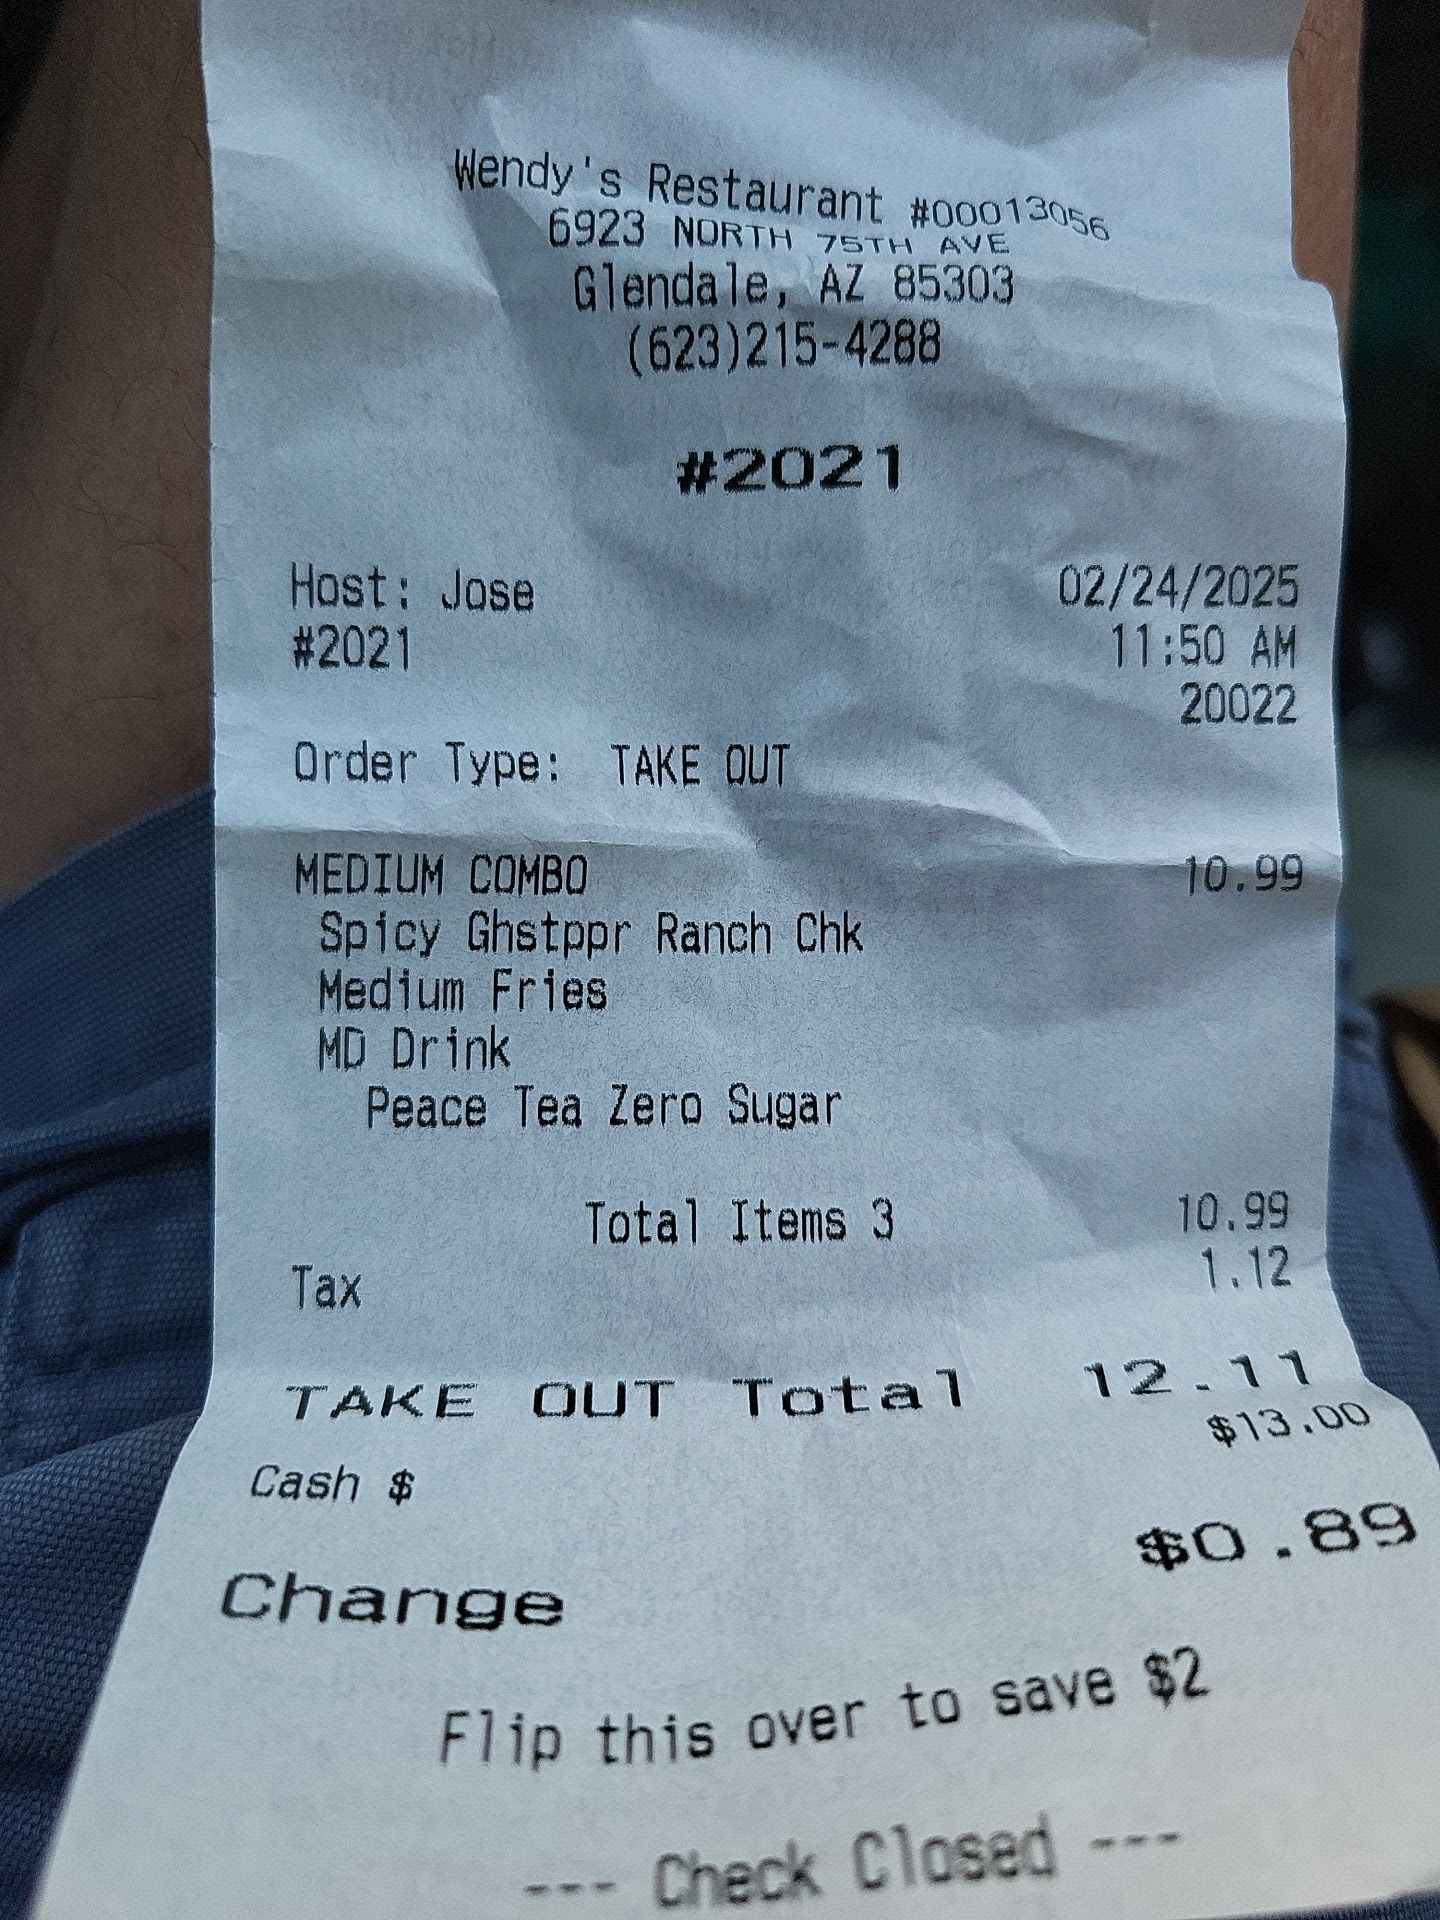 Wendy's Restaurant #00013056
6923 NORTH 75TH AVE
Glendale, AZ 85303
(623)215-4288
#2021
Host: Jose 02/24/2025
#2021 11:50 AM
20022
Order Type: TAKE OUT
MEDIUM COMBO 10.99
Spicy Ghstppr Ranch Chk
Medium Fries
MD Drink
Peace Tea Zero Sugar
Total Items 3 10.99
Tax 1.12
TAKE OUT Total 12.11
Cash $ $13.00
Change $0.89
Flip this over to save $2
--- Check Closed ---